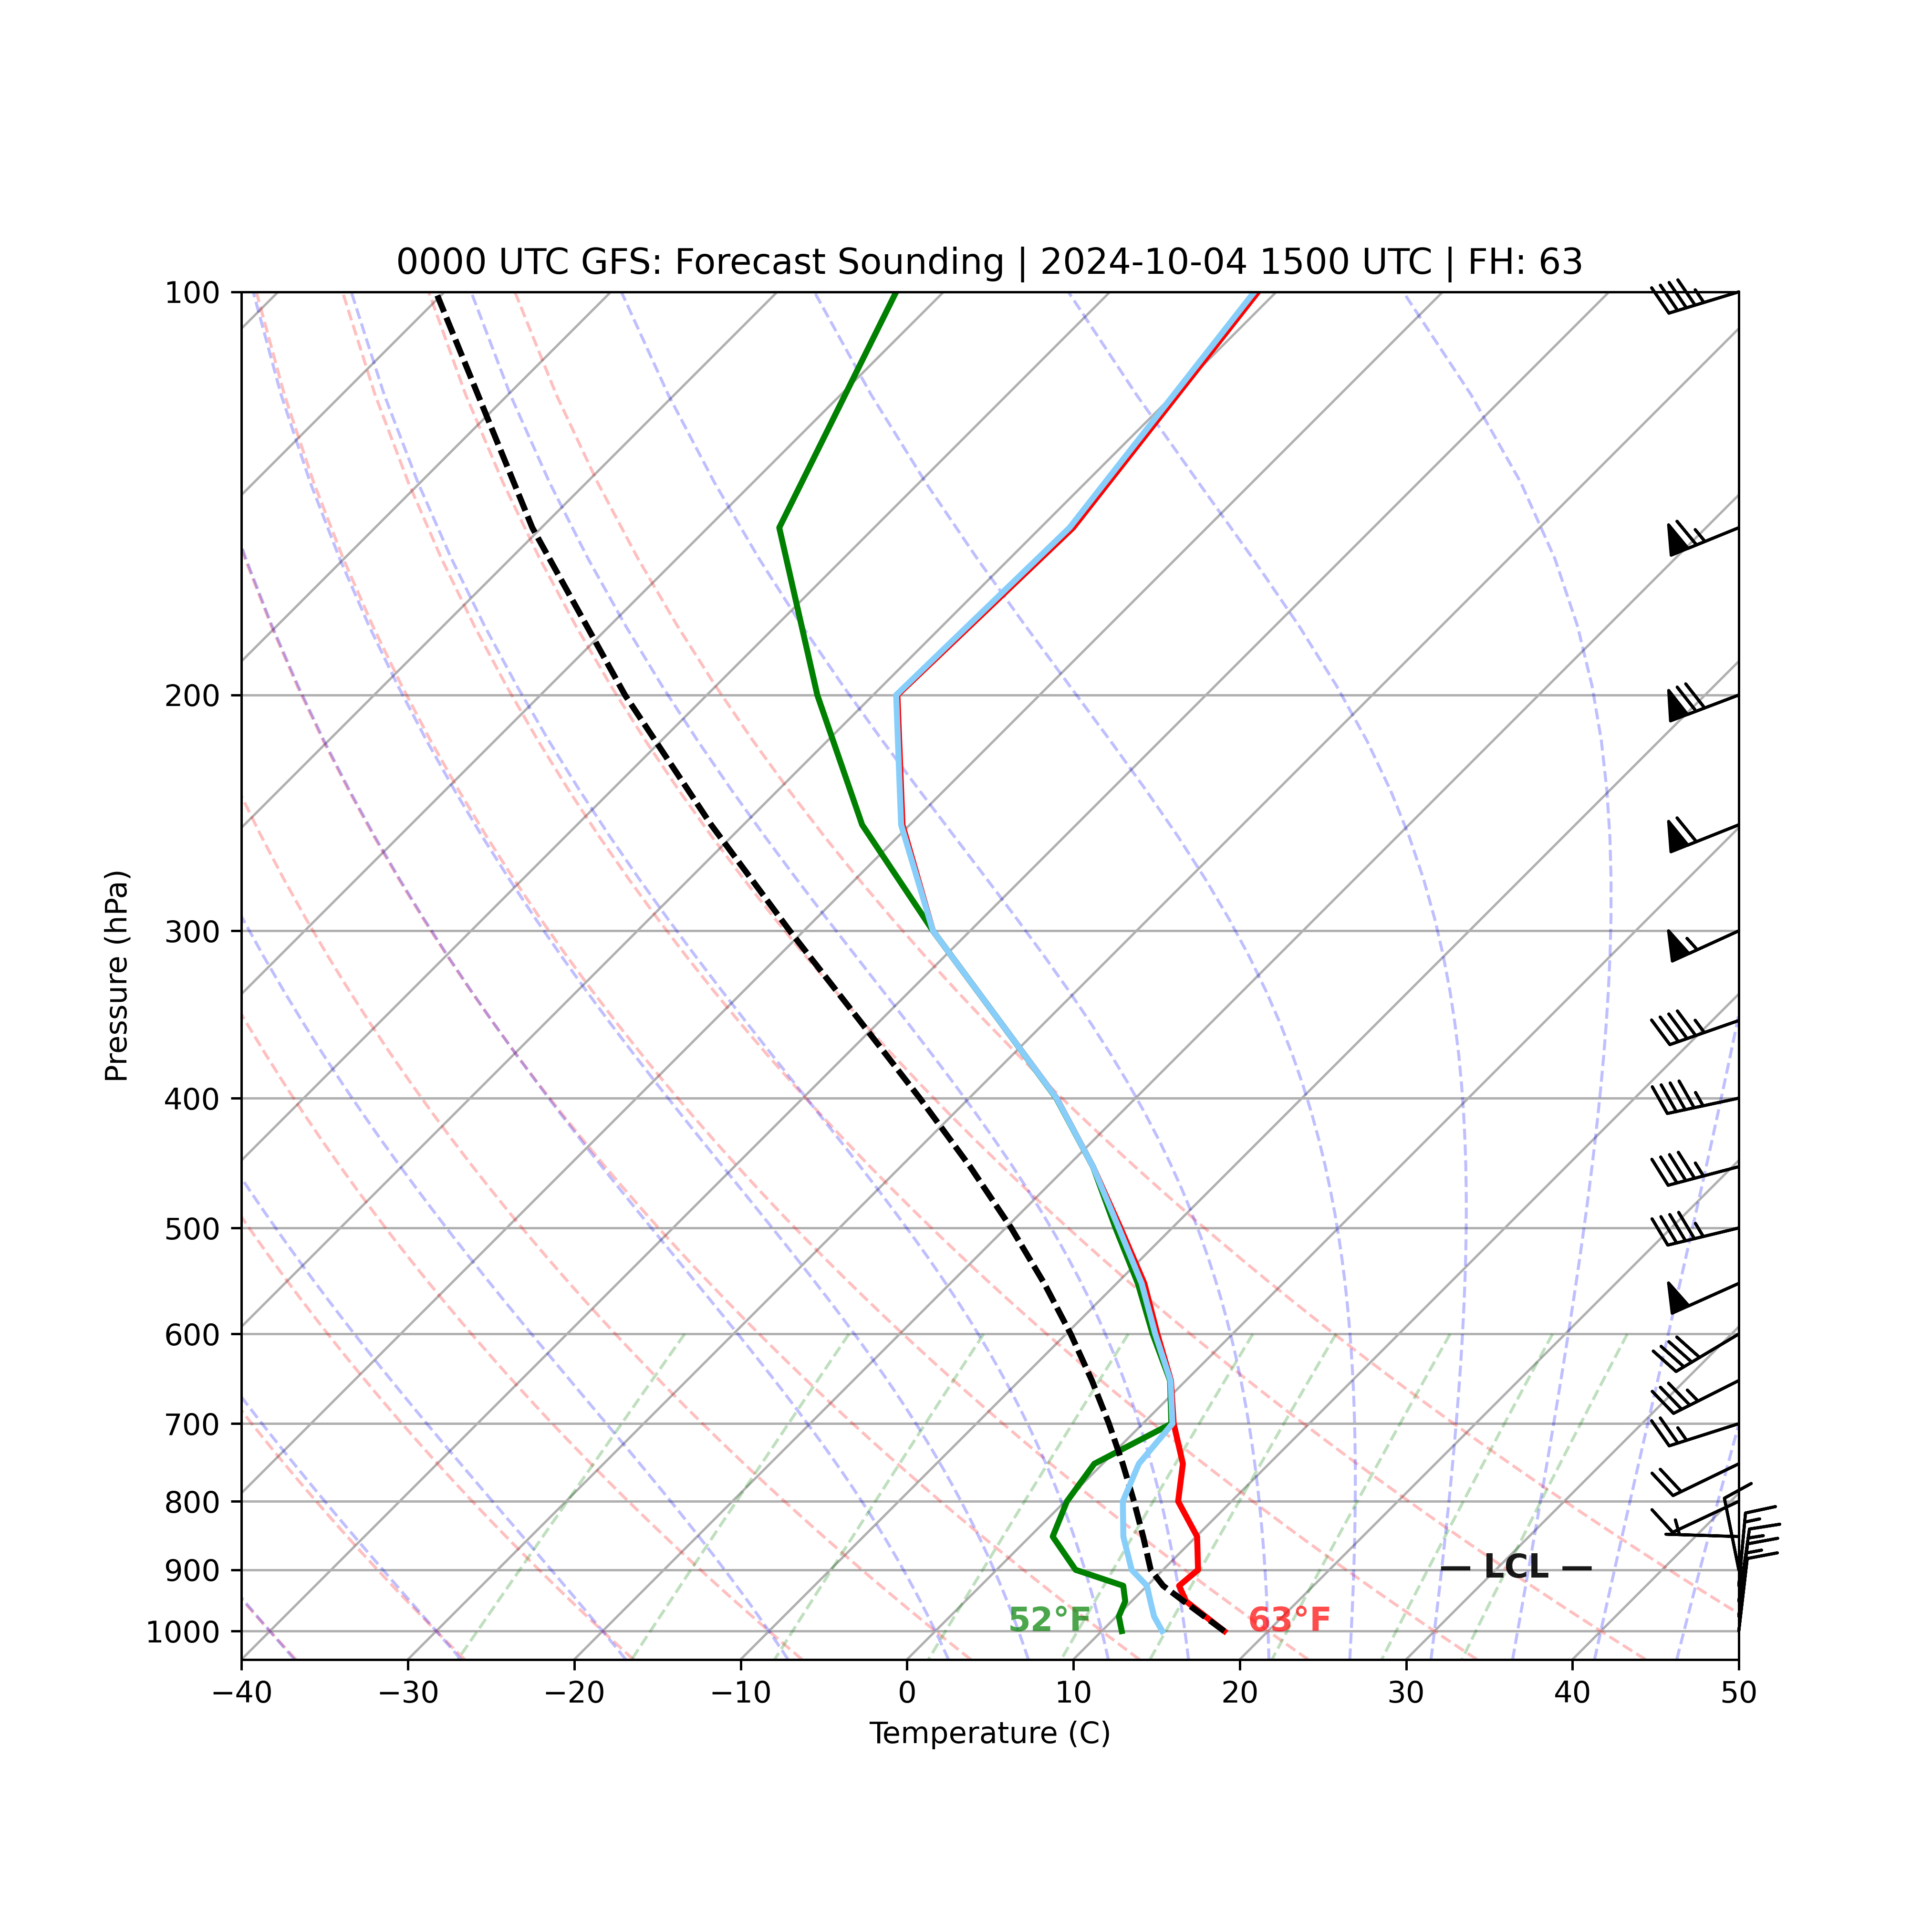 0000 UTC GFS: Forecast Sounding | 2024-10-04 1500 UTC | FH: 63
100
200
300
400
500
600
700
800
900
1000
Pressure (hPa)
— LCL —
52°F
63°F
−40 −30 −20 −10 0 10 20 30 40 50
Temperature (C)